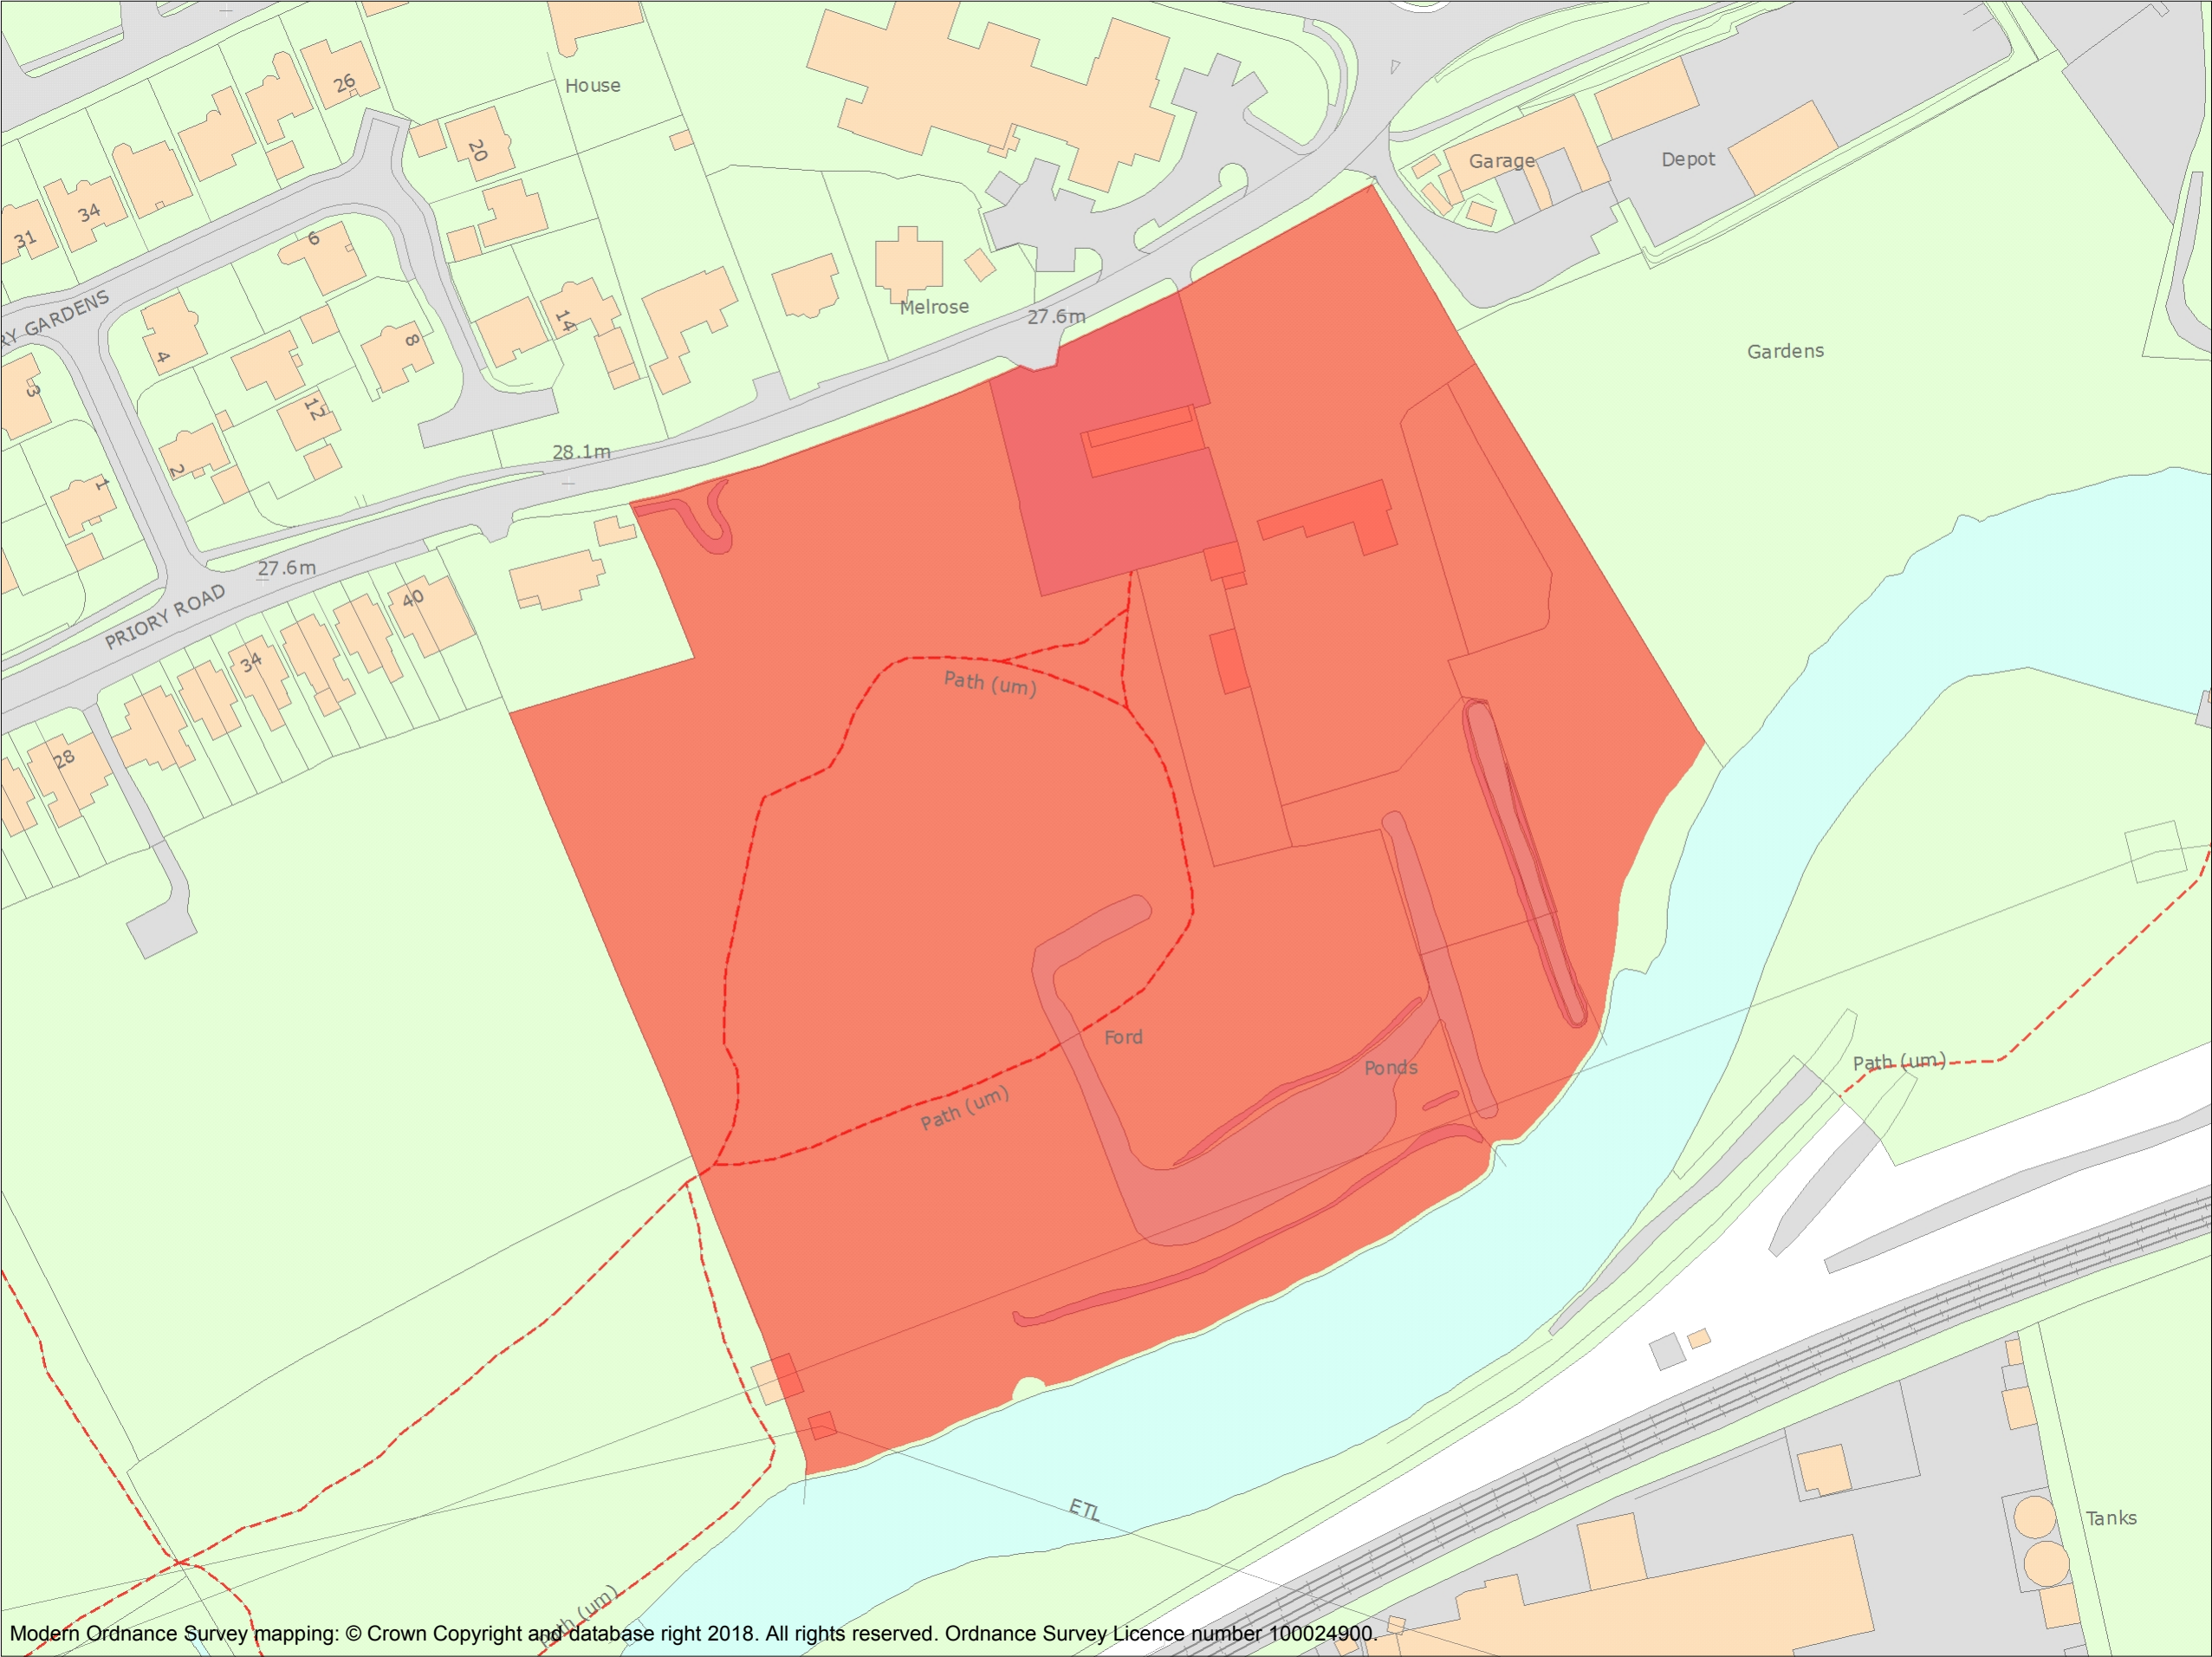 House
26
20
Garage
Depot
34
31
6
RY GARDENS
Melrose
27.6m
14
4
8
Gardens
3
12
28.1m
2
1
27.6m
PRIORY ROAD
40
34
Path (um)
28
Ford
Path (um)
Ponds
Path (um)
ETL
Tanks
Path (um)
Modern Ordnance Survey mapping: © Crown Copyright and database right 2018. All rights reserved. Ordnance Survey Licence number 100024900.